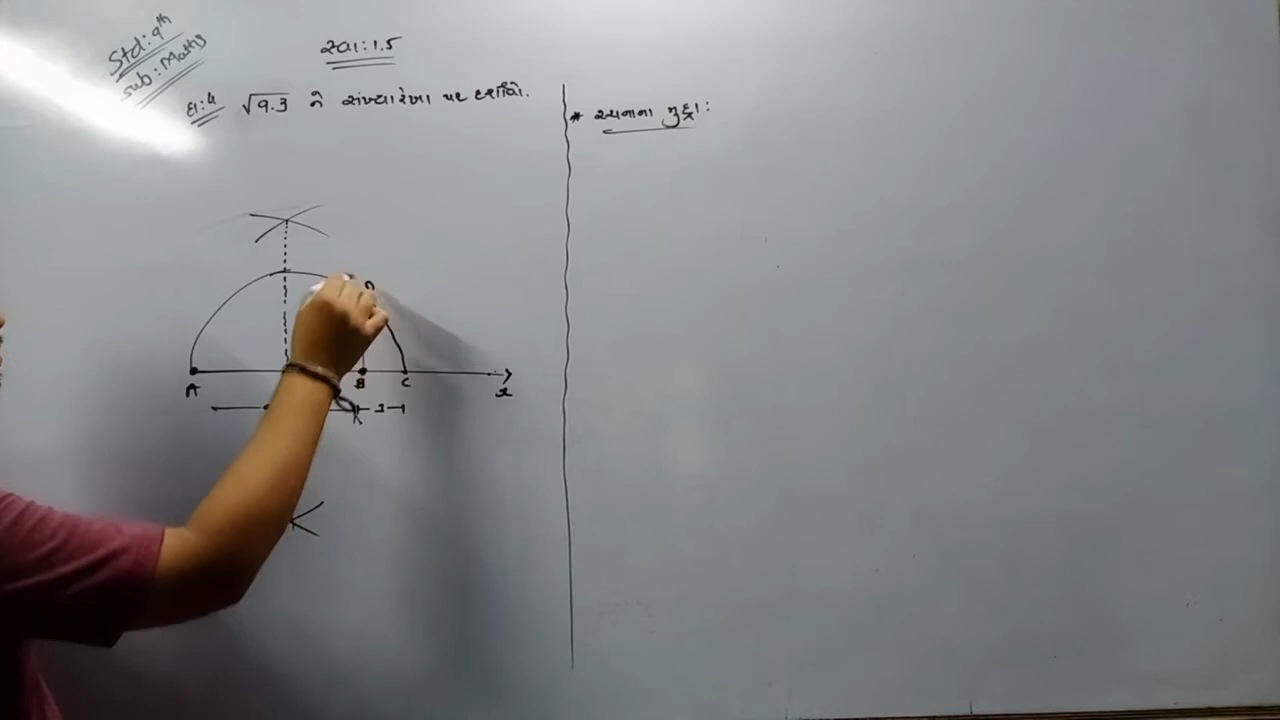 Std: 9th
Sub: Maths
સ્વા: 1.5
દા: 4 √9.3 ને સંખ્યારેખા પર દર્શાવો.
* રચનાના મુદ્દા:
A B C x
1